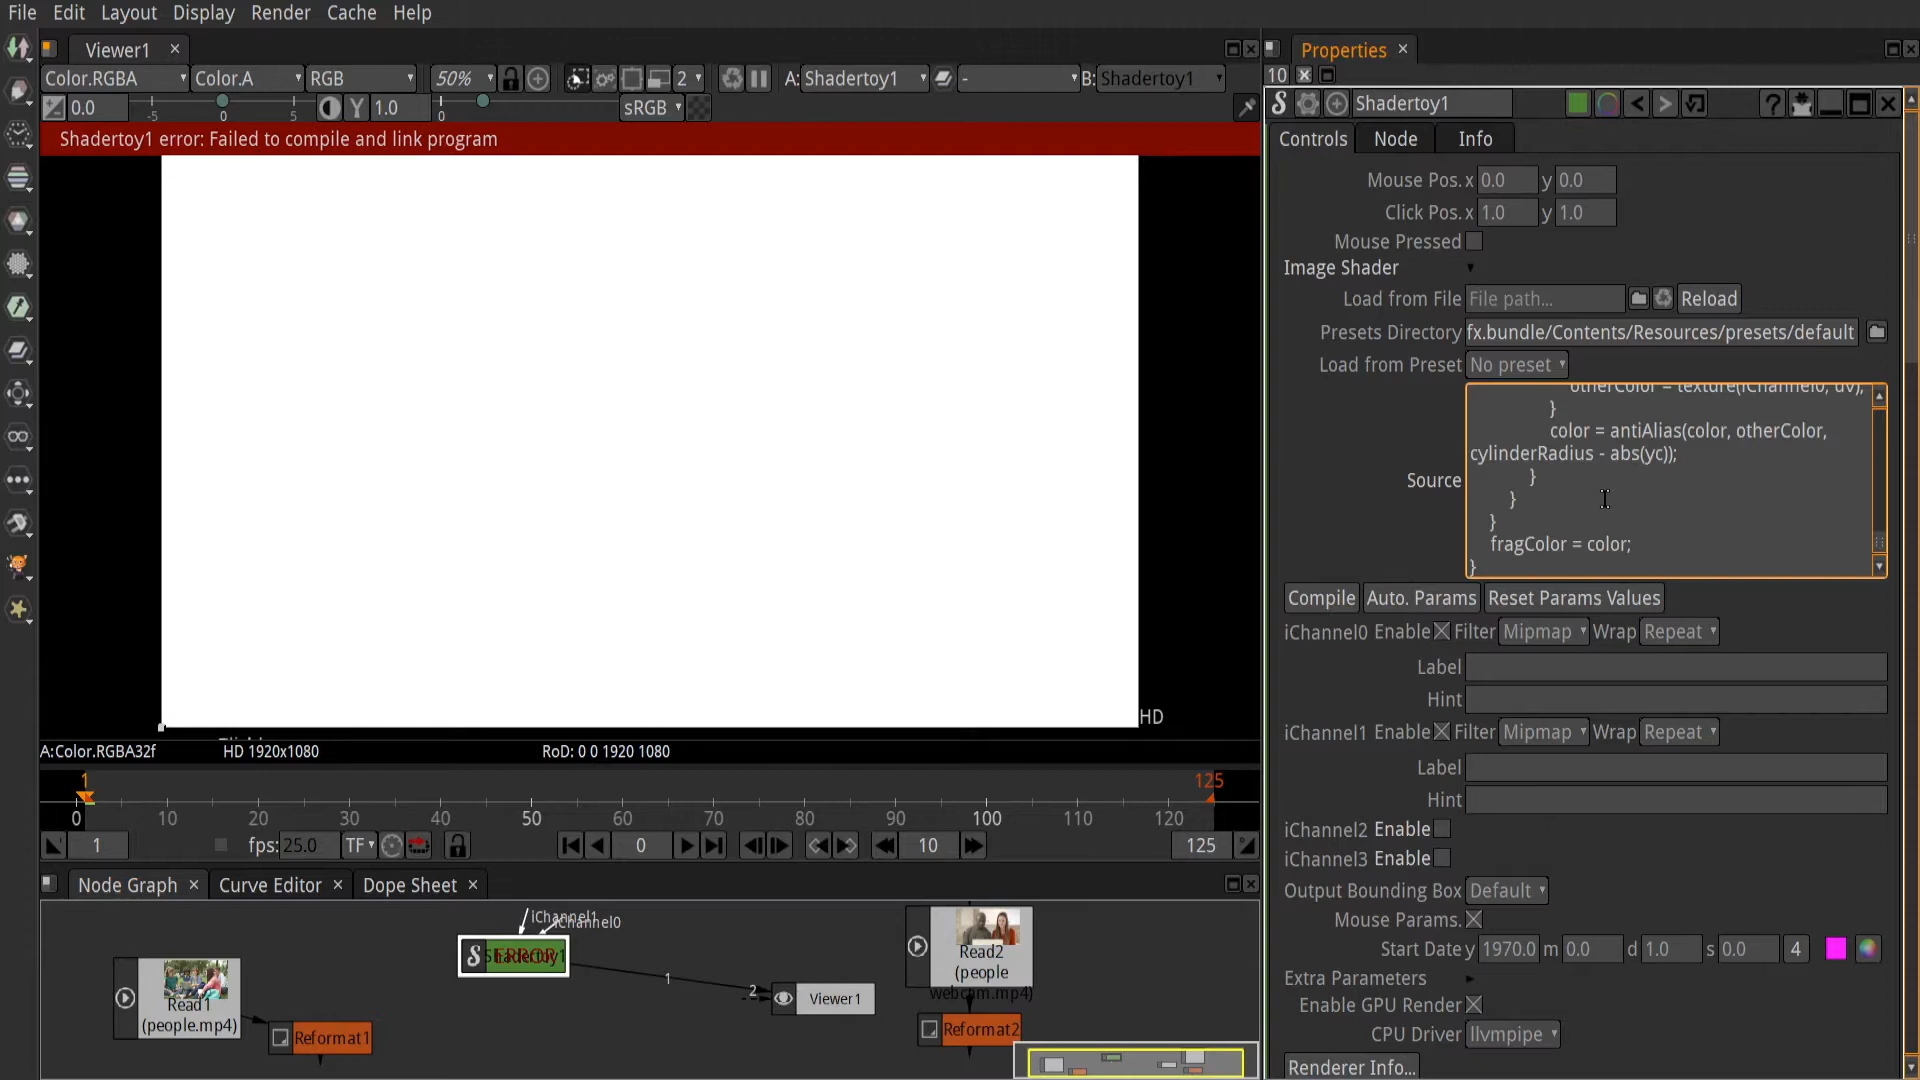 File Edit Layout Display Render Cache Help
Viewer1
Properties
Color.RGBA Color.A RGB 50% 2 A: Shadertoy1 - B: Shadertoy1
10
0.0 -5 0 5 Y 1.0 0 sRGB
Shadertoy1
Shadertoy1 error: Failed to compile and link program
Controls Node Info
Mouse Pos. x 0.0 y 0.0
Click Pos. x 1.0 y 1.0
Mouse Pressed
Image Shader
Load from File File path... Reload
Presets Directory fx.bundle/Contents/Resources/presets/default
Load from Preset No preset
Source
otherColor = texture(iChannel0, uv);
}
color = antiAlias(color, otherColor,
cylinderRadius - abs(yc));
}
}
}
fragColor = color;
}
Compile Auto. Params Reset Params Values
iChannel0 Enable Filter Mipmap Wrap Repeat
Label
Hint
iChannel1 Enable Filter Mipmap Wrap Repeat
Label
Hint
iChannel2 Enable
iChannel3 Enable
Output Bounding Box Default
Mouse Params.
Start Date y 1970.0 m 0.0 d 1.0 s 0.0 4
Extra Parameters
Enable GPU Render
CPU Driver llvmpipe
Renderer Info...
HD
A:Color.RGBA32f HD 1920x1080 RoD: 0 0 1920 1080
1 125
0 10 20 30 40 50 60 70 80 90 100 110 120
1 fps: 25.0 TF 0 10 125
Node Graph Curve Editor Dope Sheet
iChannel1
iChannel0
ERROR
Shadertoy1
1
2
Viewer1
Read1
(people.mp4)
Reformat1
Read2
(people
webcam.mp4)
Reformat2